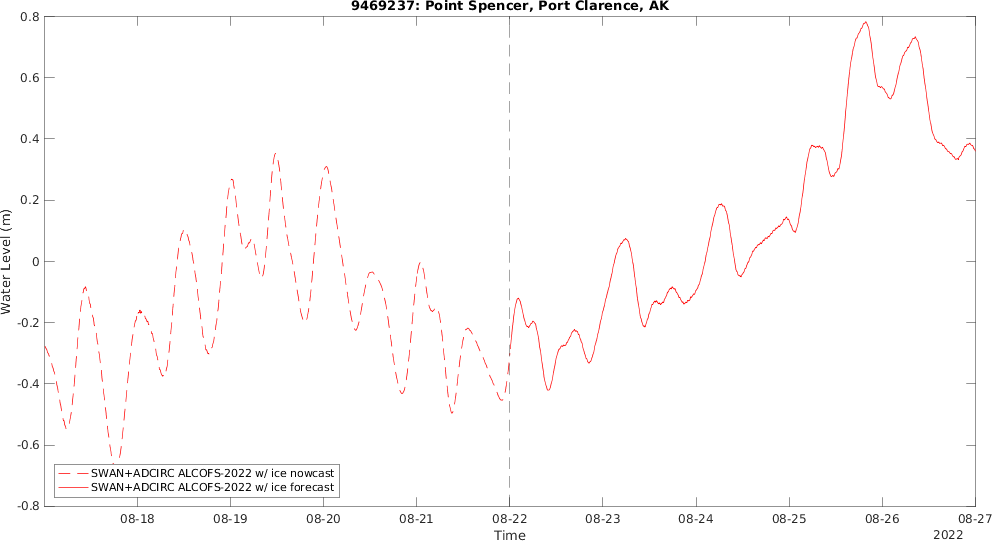 9469237: Point Spencer, Port Clarence, AK
0.8
0.6
0.4
0.2
0
-0.2
-0.4
-0.6
-0.8
Water Level (m)
SWAN+ADCIRC ALCOFS-2022 w/ ice nowcast
SWAN+ADCIRC ALCOFS-2022 w/ ice forecast
08-18 08-19 08-20 08-21 08-22 08-23 08-24 08-25 08-26 08-27
Time
2022